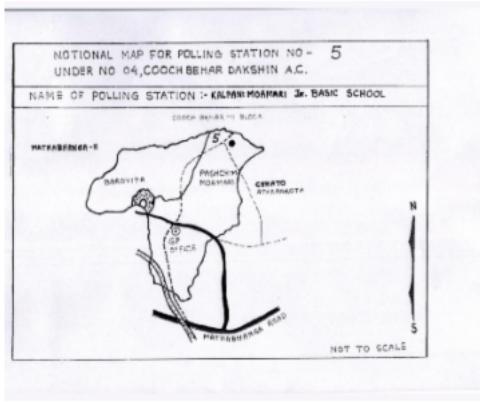 NOTIONAL MAP FOR POLLING STATION NO - 5
UNDER NO 04, COOCH BEHAR DAKSHIN A.C.
NAME OF POLLING STATION :- KALPANI MOAMARI Jr. BASIC SCHOOL
COOCH BEHAR-II BLOCK
MATHABHANGA-II
5
BAROVITA
PASCHIM
MOAMARI
GP
OFFICE
N
S
MATHABHANGA ROAD
NOT TO SCALE